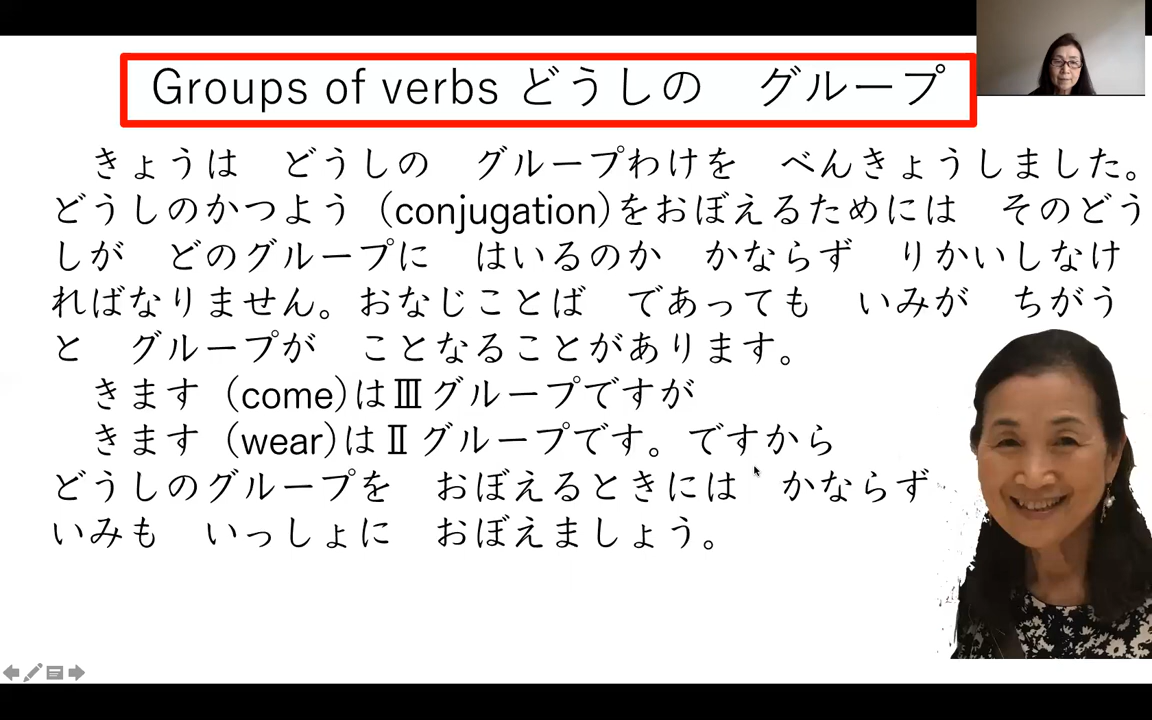 Groups of verbs どうしの　グループ
きょうは　どうしの　グループわけを　べんきょうしました。
どうしのかつよう（conjugation)をおぼえるためには　そのどう
しが　どのグループに　はいるのか　かならず　りかいしなけ
ればなりません。おなじことば　であっても　いみが　ちがう
と　グループが　ことなることがあります。
きます（come)はⅢグループですが
きます（wear)はⅡグループです。ですから
どうしのグループを　おぼえるときには　かならず
いみも　いっしょに　おぼえましょう。